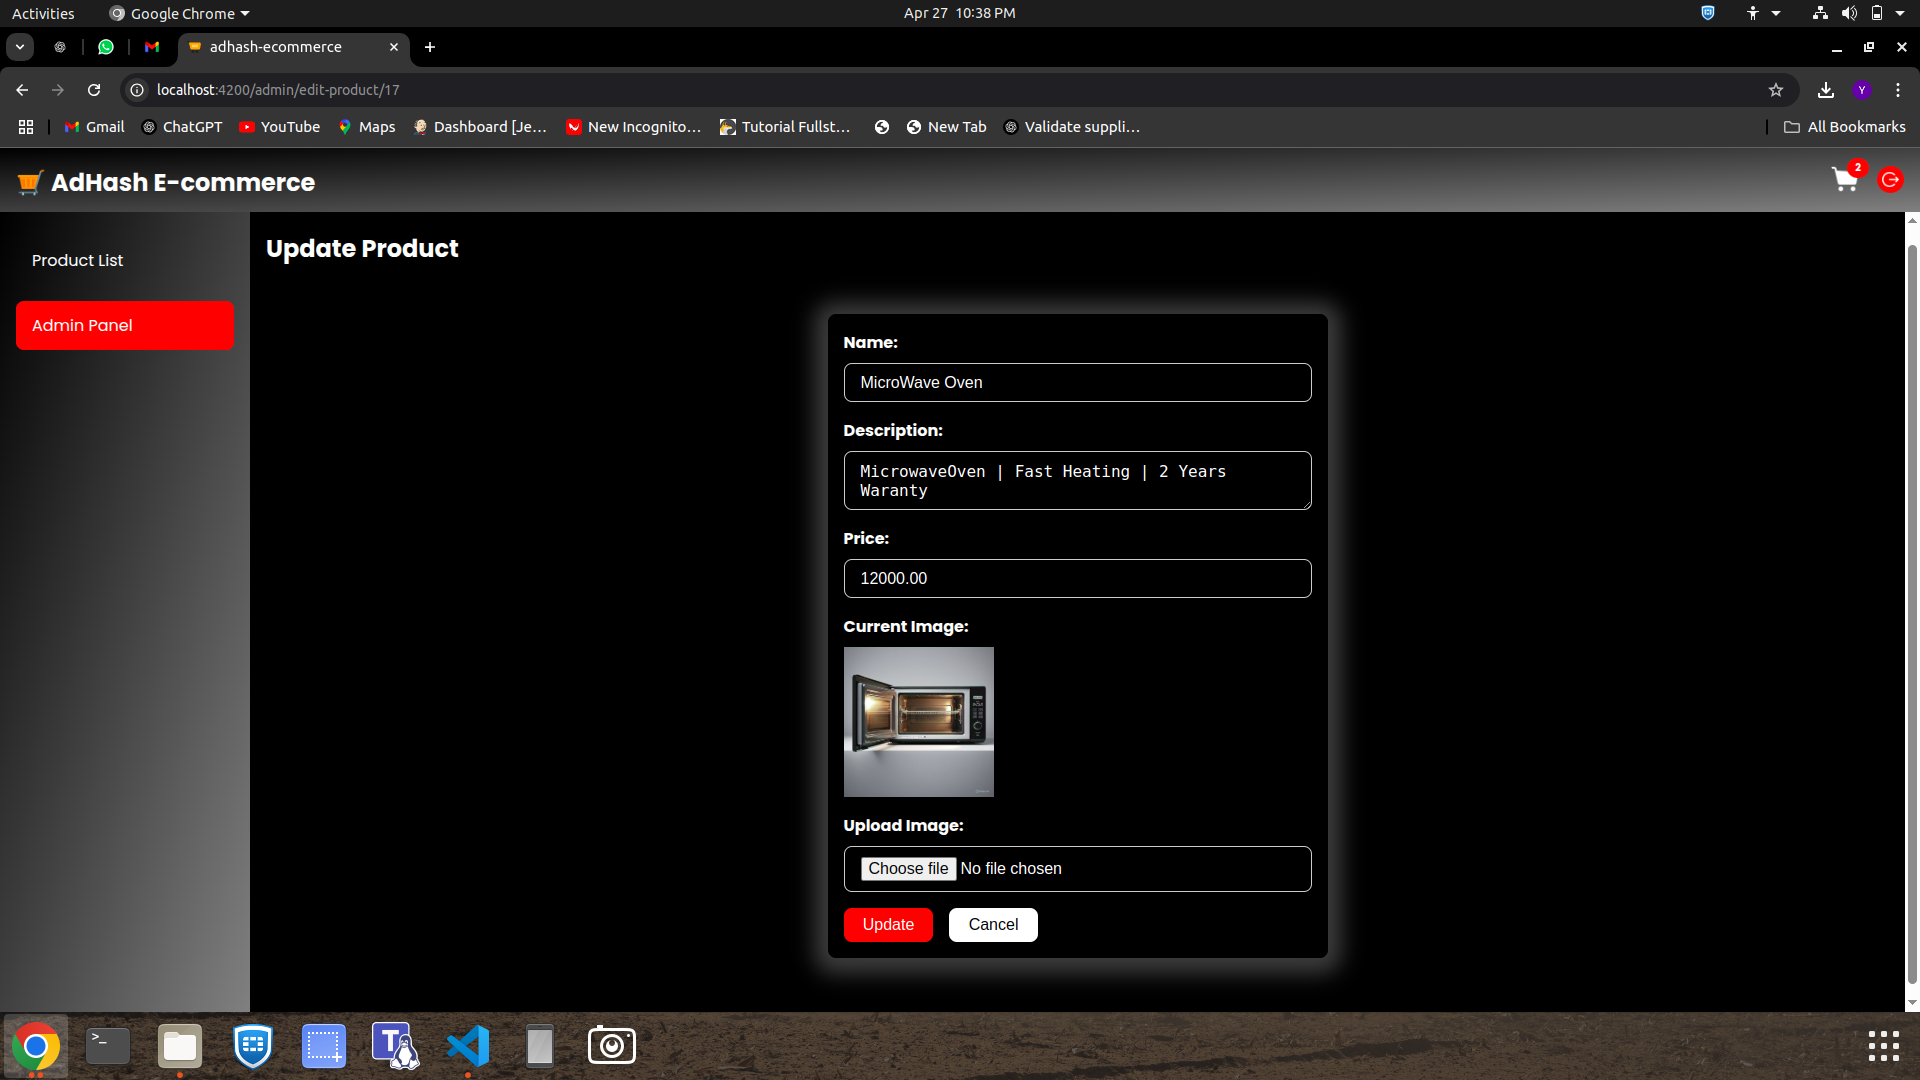 Activities
Google Chrome
Apr 27 10:38 PM
adhash-ecommerce
localhost:4200/admin/edit-product/17
Y
Gmail
ChatGPT
YouTube
Maps
Dashboard [Je...
New Incognito...
Tutorial Fullst...
New Tab
Validate suppli...
All Bookmarks
AdHash E-commerce
2
Product List
Admin Panel
Update Product
Name:
MicroWave Oven
Description:
MicrowaveOven | Fast Heating | 2 Years
Waranty
Price:
12000.00
Current Image:
Upload Image:
Choose file No file chosen
Update
Cancel
>_
T